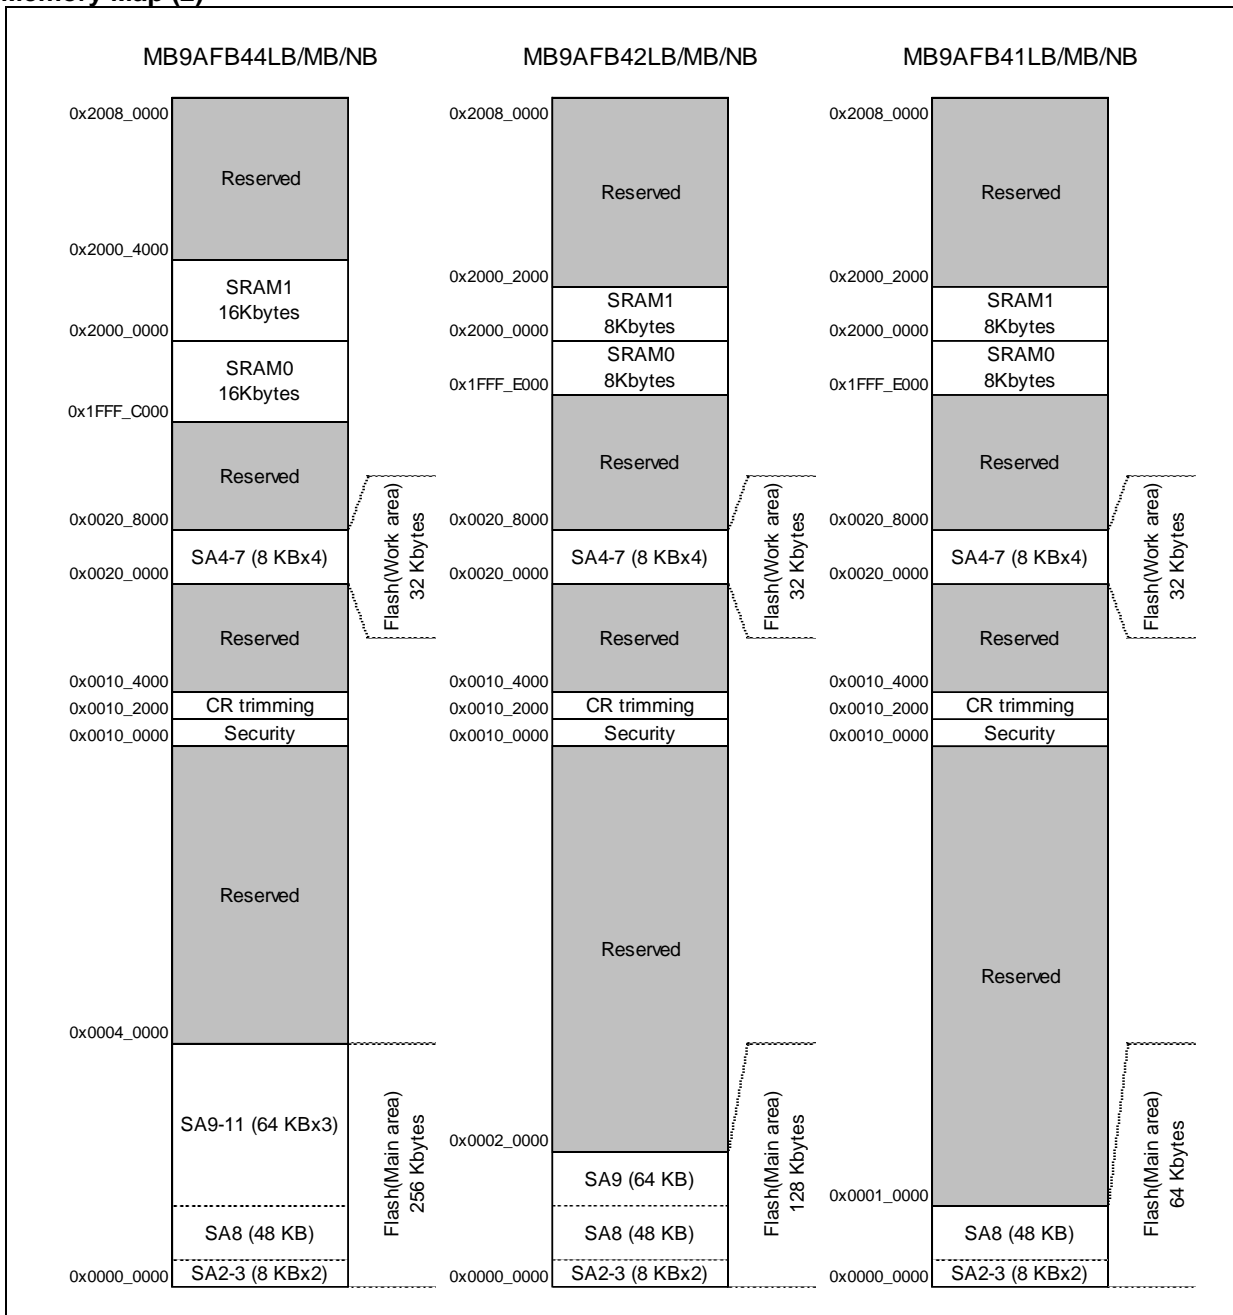 MB9AFB44LB/MB/NB
0x2008_0000
Reserved
0x2000_4000
SRAM1
16Kbytes
0x2000_0000
SRAM0
16Kbytes
0x1FFF_C000
Reserved
0x0020_8000
SA4-7 (8 KBx4)
0x0020_0000
Flash(Work area)
32 Kbytes
Reserved
0x0010_4000
CR trimming
0x0010_2000
Security
0x0010_0000
Reserved
0x0004_0000
SA9-11 (64 KBx3)
Flash(Main area)
256 Kbytes
SA8 (48 KB)
SA2-3 (8 KBx2)
0x0000_0000
MB9AFB42LB/MB/NB
0x2008_0000
Reserved
0x2000_2000
SRAM1
8Kbytes
0x2000_0000
SRAM0
8Kbytes
0x1FFF_E000
Reserved
0x0020_8000
SA4-7 (8 KBx4)
0x0020_0000
Flash(Work area)
32 Kbytes
Reserved
0x0010_4000
CR trimming
0x0010_2000
Security
0x0010_0000
Reserved
0x0002_0000
SA9 (64 KB)
Flash(Main area)
128 Kbytes
SA8 (48 KB)
SA2-3 (8 KBx2)
0x0000_0000
MB9AFB41LB/MB/NB
0x2008_0000
Reserved
0x2000_2000
SRAM1
8Kbytes
0x2000_0000
SRAM0
8Kbytes
0x1FFF_E000
Reserved
0x0020_8000
SA4-7 (8 KBx4)
0x0020_0000
Flash(Work area)
32 Kbytes
Reserved
0x0010_4000
CR trimming
0x0010_2000
Security
0x0010_0000
Reserved
0x0001_0000
Flash(Main area)
64 Kbytes
SA8 (48 KB)
SA2-3 (8 KBx2)
0x0000_0000